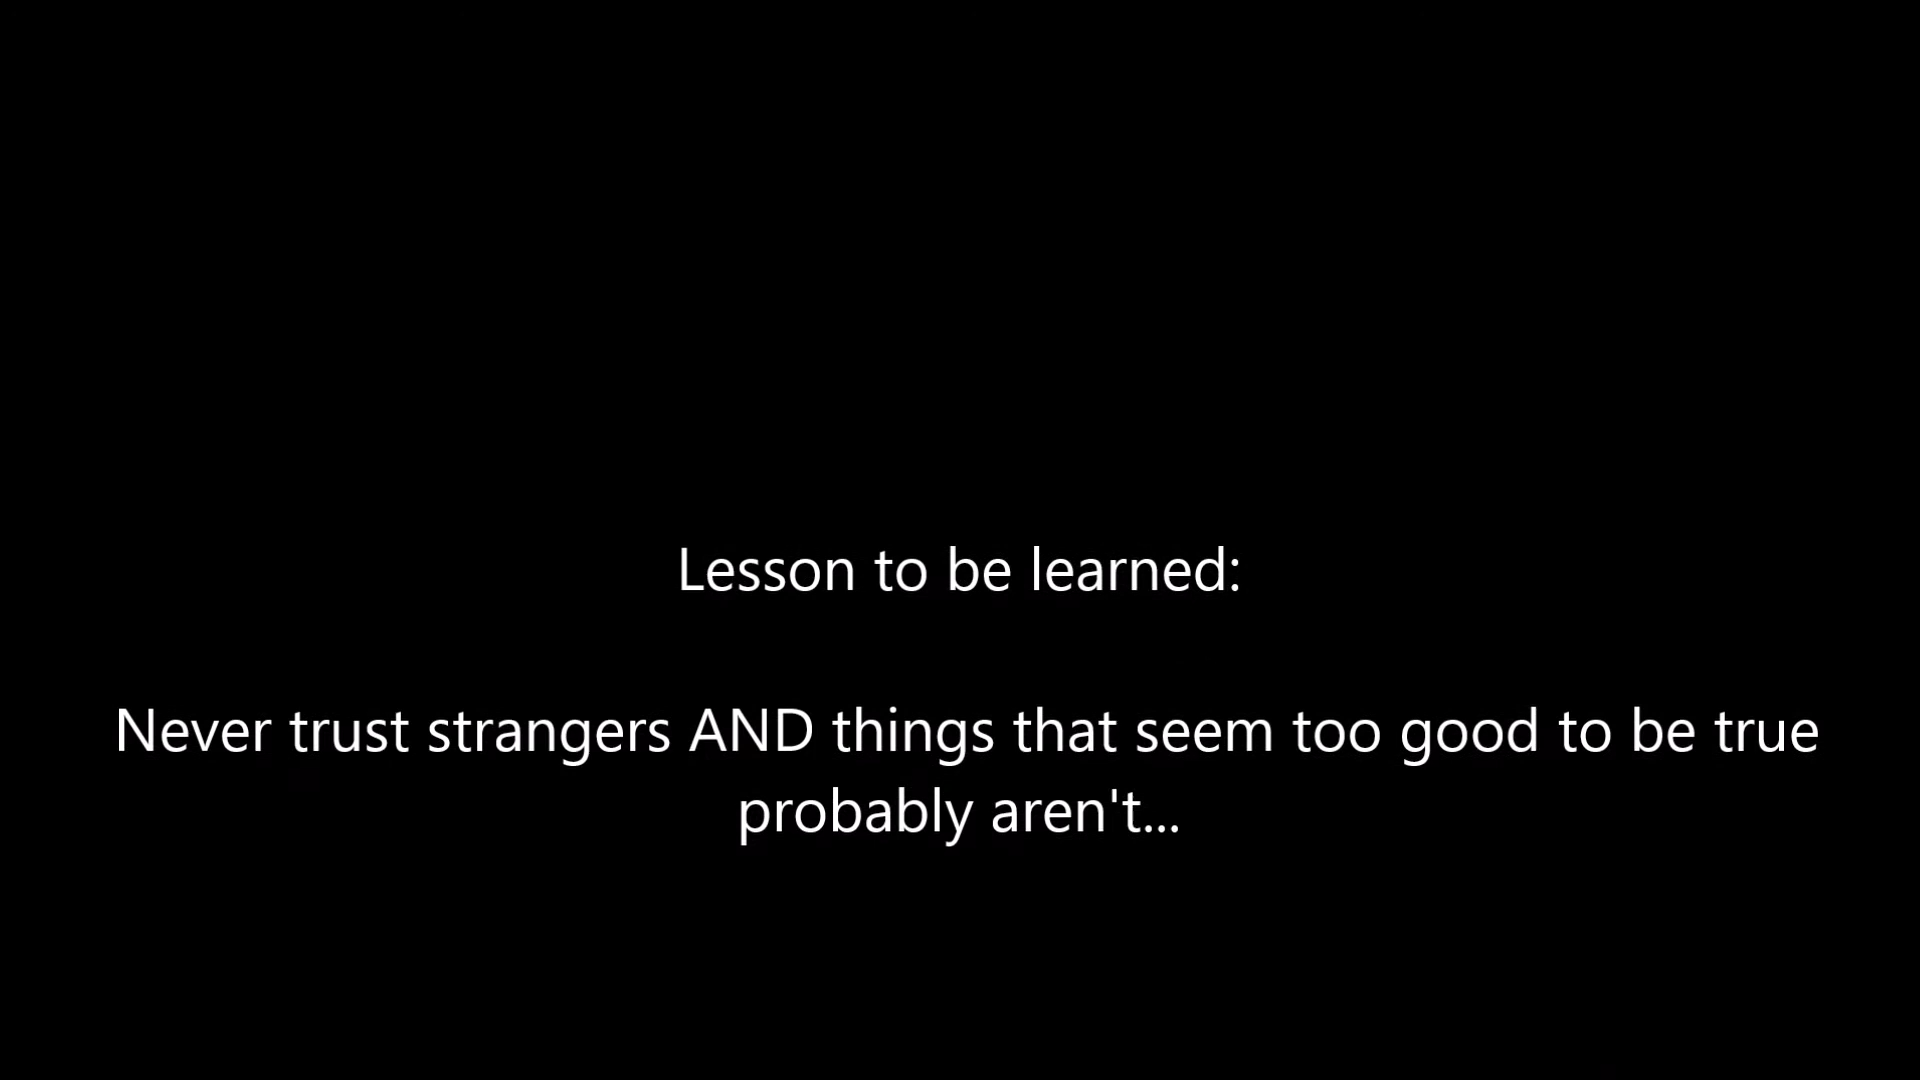 Lesson to be learned:
Never trust strangers AND things that seem too good to be true
probably aren't...